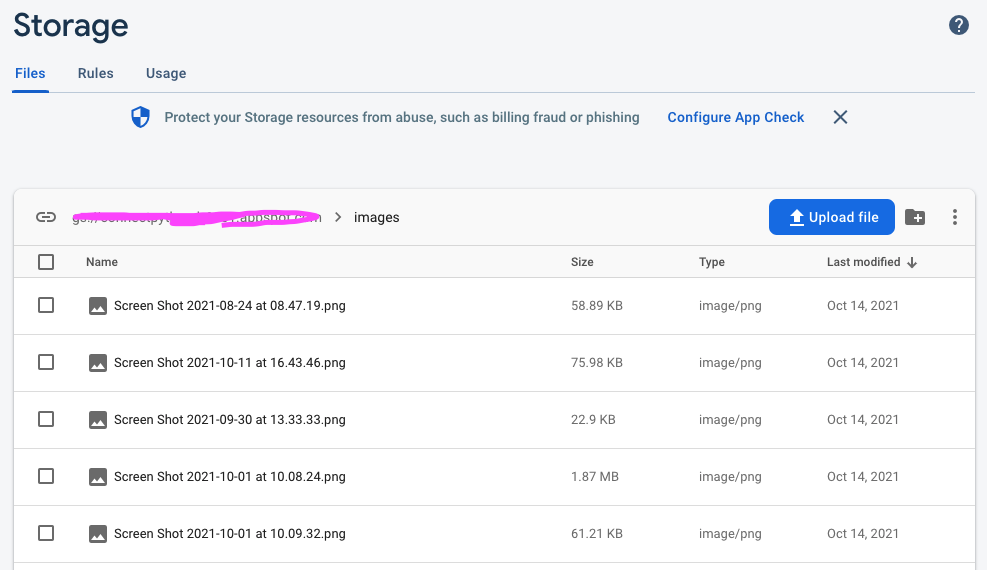 Storage
?
Files Rules Usage
Protect your Storage resources from abuse, such as billing fraud or phishing Configure App Check
images Upload file
Name Size Type Last modified
Screen Shot 2021-08-24 at 08.47.19.png 58.89 KB image/png Oct 14, 2021
Screen Shot 2021-10-11 at 16.43.46.png 75.98 KB image/png Oct 14, 2021
Screen Shot 2021-09-30 at 13.33.33.png 22.9 KB image/png Oct 14, 2021
Screen Shot 2021-10-01 at 10.08.24.png 1.87 MB image/png Oct 14, 2021
Screen Shot 2021-10-01 at 10.09.32.png 61.21 KB image/png Oct 14, 2021